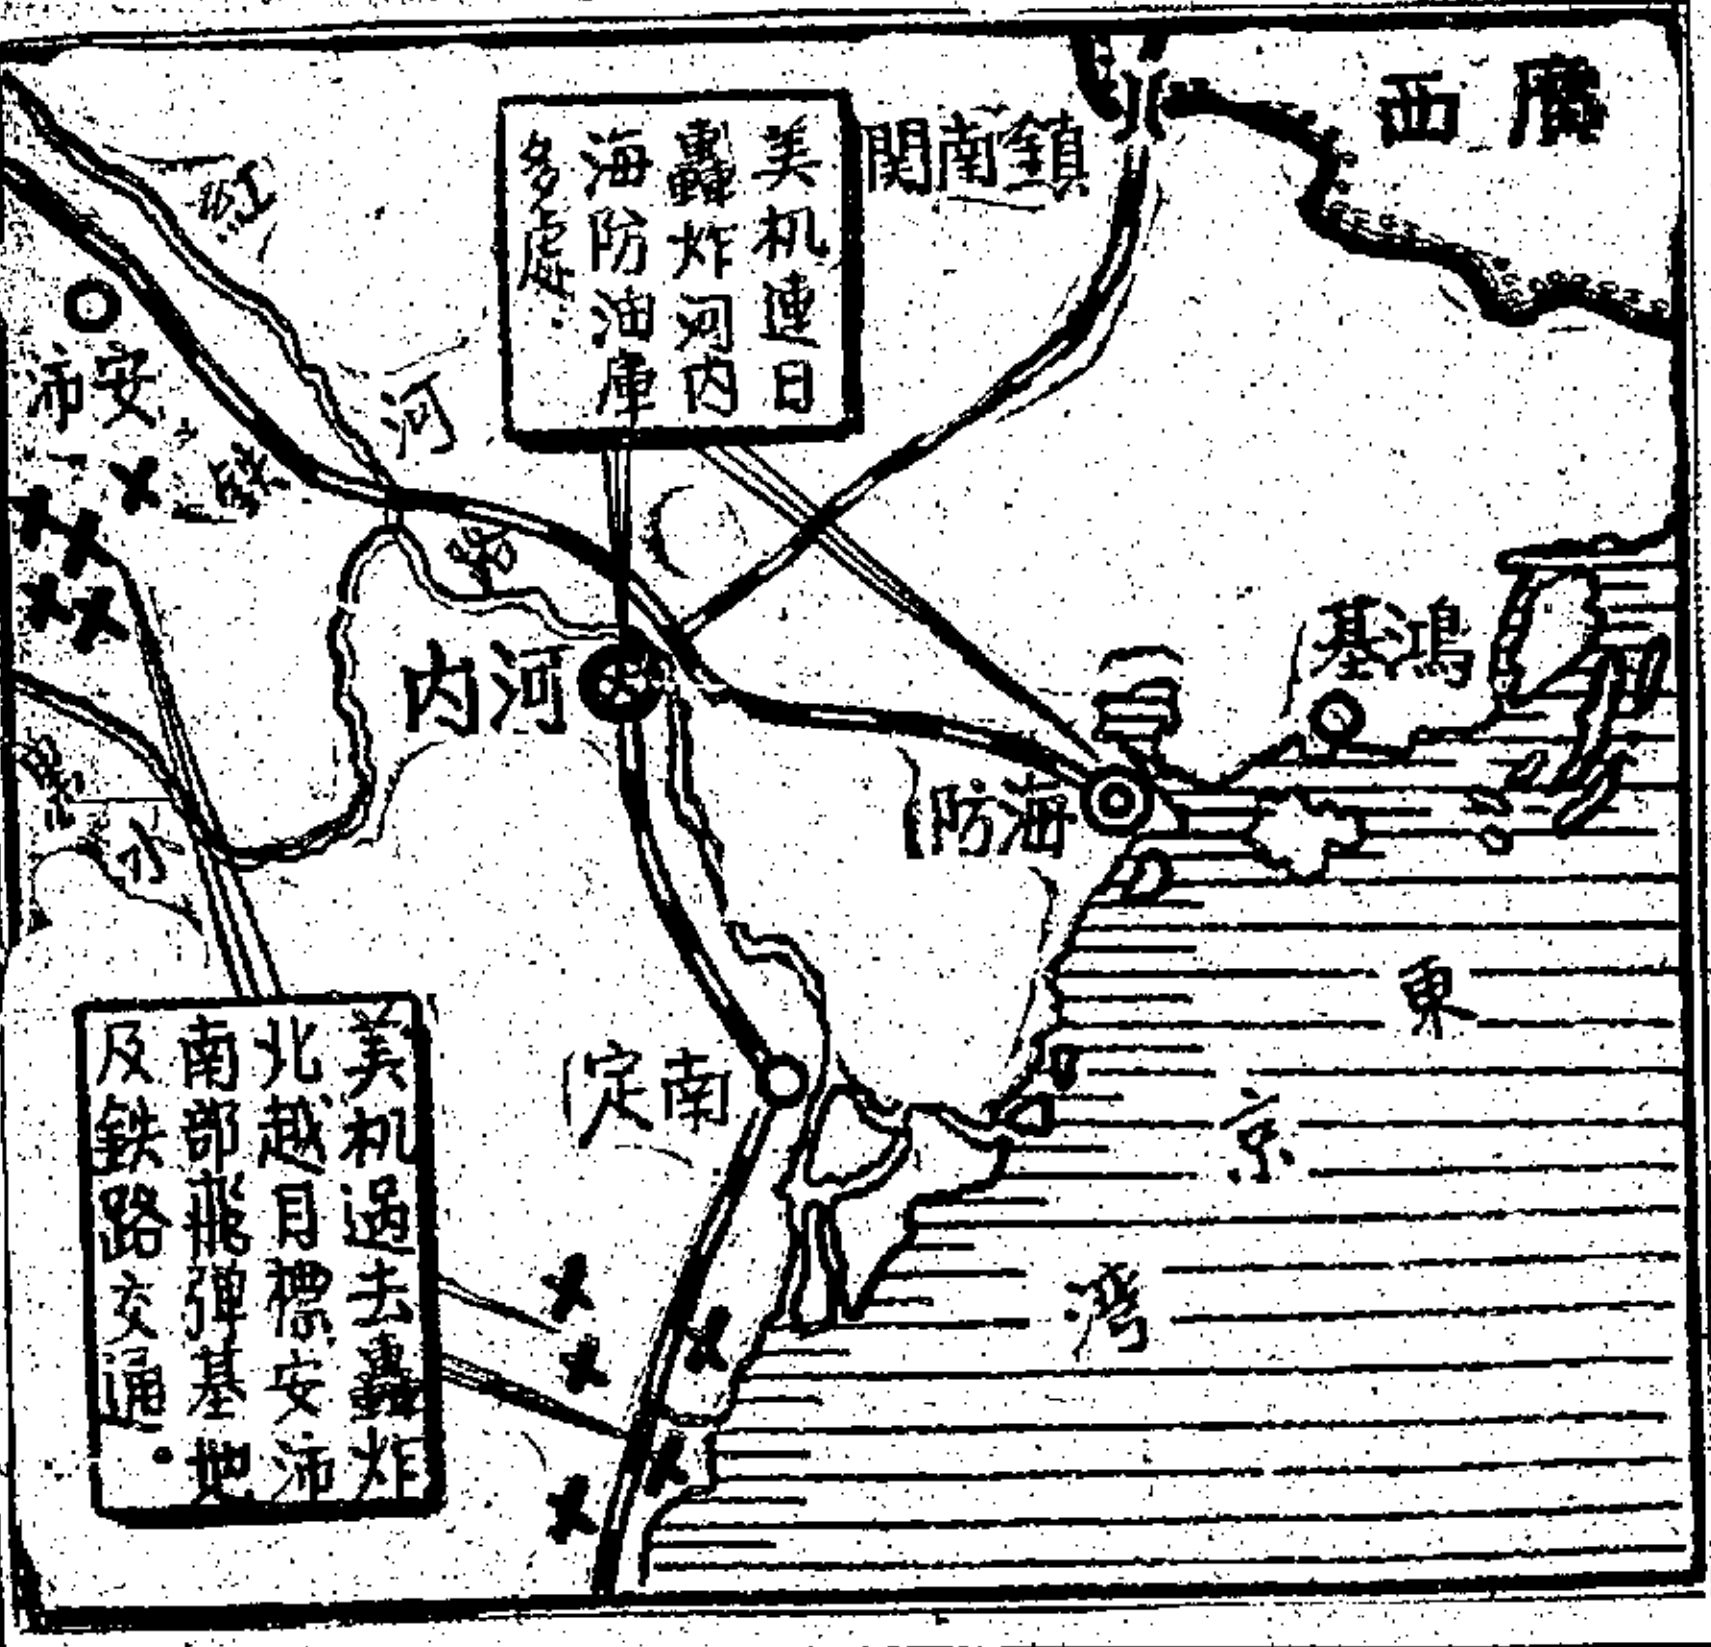 廣西
鎮南関
美机連日
轟炸河内
海防油庫
多處．
紅
河
安沛
鉄
路
河内
鴻基
海防
黑
水
東
京
湾
南定
美机過去轟炸
北越目標安沛
南部飛弾基地
及鉄路交通．